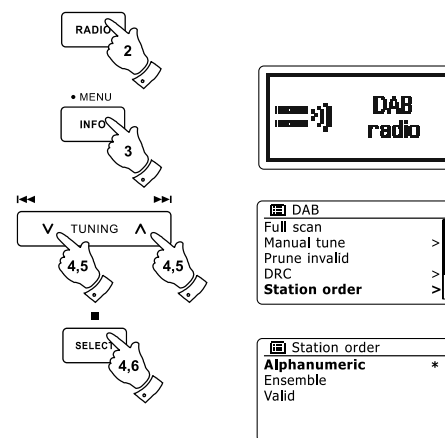 RADIO
2
• MENU
INFO
3
TUNING
4,5
4,5
SELECT
4,6
DAB
radio
DAB
Full scan
Manual tune >
Prune invalid
DRC >
Station order >
Station order
Alphanumeric *
Ensemble
Valid